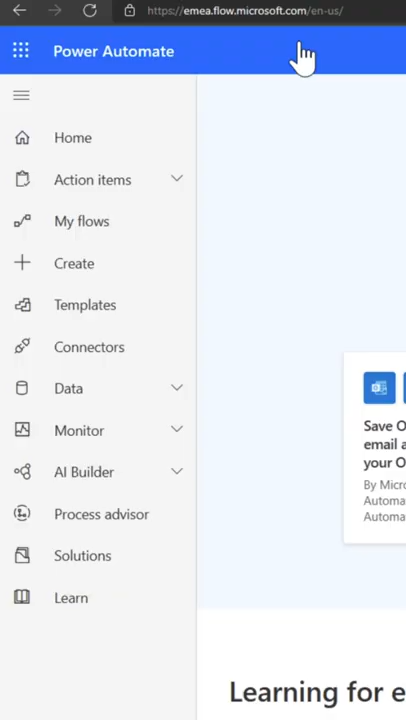 https://emea.flow.microsoft.com/en-us/
Power Automate
Home
Action items
My flows
Create
Templates
Connectors
Data
Monitor
AI Builder
Process advisor
Solutions
Learn
Save O
email a
your O
By Micro
Automa
Automa
Learning for e